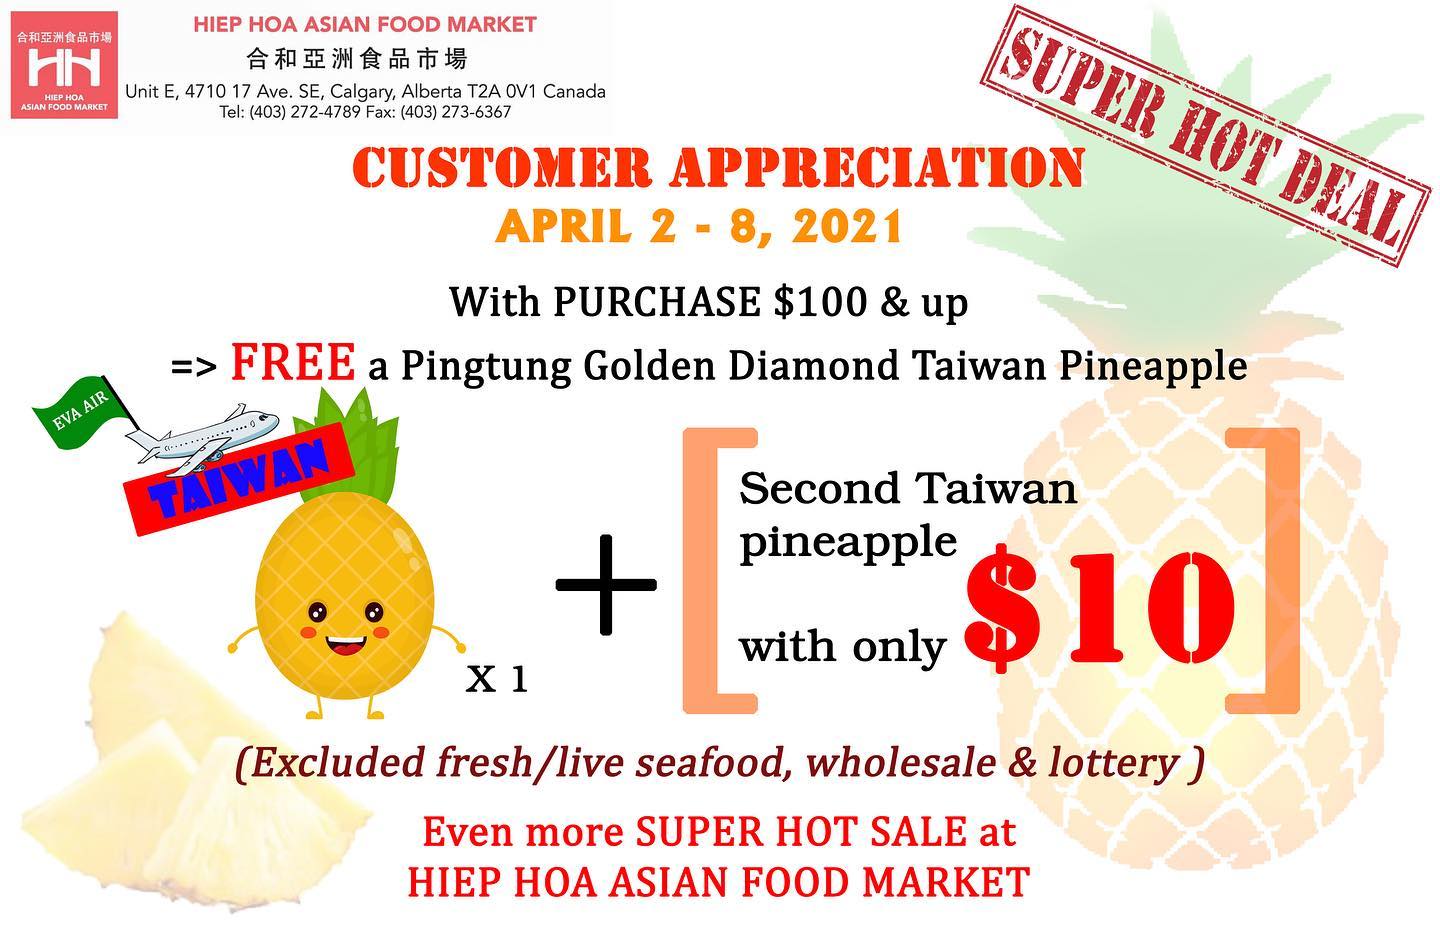 合和亞洲食品市場
HH
HIEP HOA
ASIAN FOOD MARKET
HIEP HOA ASIAN FOOD MARKET
合和亞洲食品市場
Unit E, 4710 17 Ave. SE, Calgary, Alberta T2A 0V1 Canada
Tel: (403) 272-4789 Fax: (403) 273-6367
SUPER HOT DEAL
CUSTOMER APPRECIATION
APRIL 2 - 8, 2021
With PURCHASE $100 & up
=> FREE a Pingtung Golden Diamond Taiwan Pineapple
EVA AIR
TAIWAN
X 1
+
Second Taiwan
pineapple
with only $10
(Excluded fresh/live seafood, wholesale & lottery )
Even more SUPER HOT SALE at
HIEP HOA ASIAN FOOD MARKET